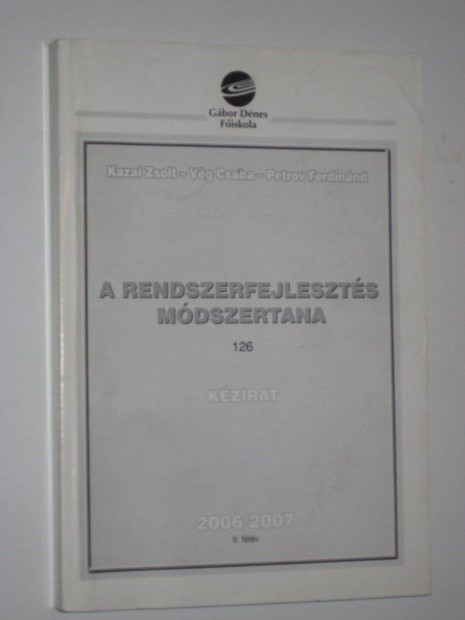 Gábor Dénes
Főiskola
Kazai Zsolt - Vég Csaba - Petrov Ferdinánd
A RENDSZERFEJLESZTÉS
MÓDSZERTANA
126
KÉZIRAT
2006/2007
II. félév